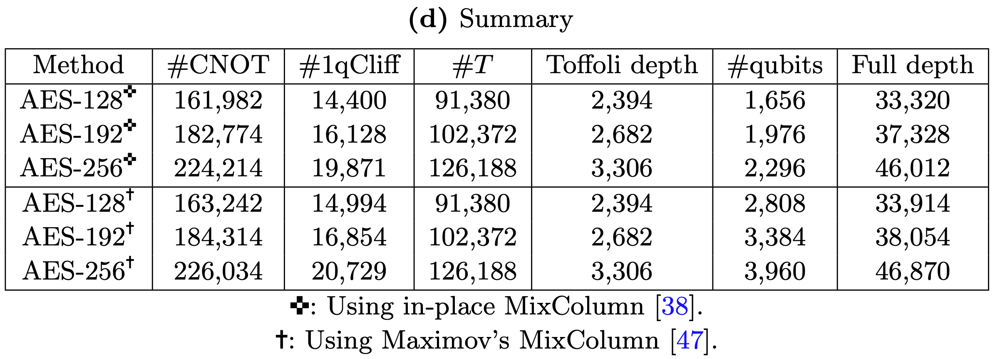 (d) Summary
Method #CNOT #1qCliff #T Toffoli depth #qubits Full depth
AES-128✤ 161,982 14,400 91,380 2,394 1,656 33,320
AES-192✤ 182,774 16,128 102,372 2,682 1,976 37,328
AES-256✤ 224,214 19,871 126,188 3,306 2,296 46,012
AES-128† 163,242 14,994 91,380 2,394 2,808 33,914
AES-192† 184,314 16,854 102,372 2,682 3,384 38,054
AES-256† 226,034 20,729 126,188 3,306 3,960 46,870
✤: Using in-place MixColumn [38].
†: Using Maximov's MixColumn [47].